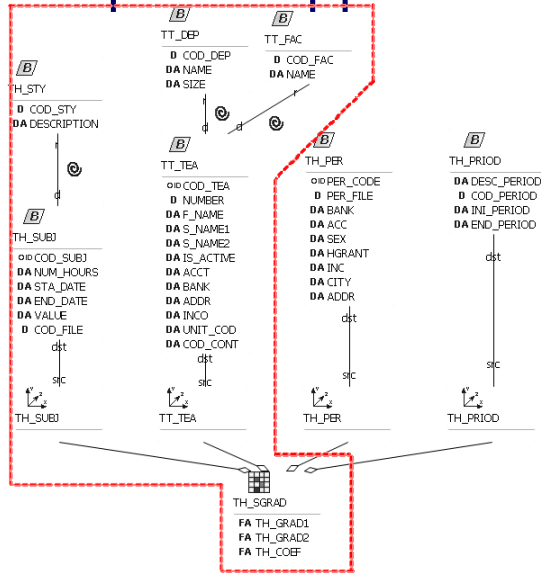 B
TT_DEP
D COD_DEP
DA NAME
DA SIZE
r
d
B
TT_FAC
D COD_FAC
DA NAME
r
d
B
TH_STY
D COD_STY
DA DESCRIPTION
r
d
B
TH_SUBJ
OID COD_SUBJ
DA NUM_HOURS
DA STA_DATE
DA END_DATE
DA VALUE
D COD_FILE
dst
src
B
TT_TEA
OID COD_TEA
D NUMBER
DA F_NAME
DA S_NAME1
DA S_NAME2
DA IS_ACTIVE
DA ACCT
DA BANK
DA ADDR
DA INCO
DA UNIT_COD
DA COD_CONT
dst
src
B
TH_PER
OID PER_CODE
D PER_FILE
DA BANK
DA ACC
DA SEX
DA HGRANT
DA INC
DA CITY
DA ADDR
dst
src
B
TH_PRIOD
DA DESC_PERIOD
D COD_PERIOD
DA INI_PERIOD
DA END_PERIOD
dst
src
TH_SUBJ
TT_TEA
TH_PER
TH_PRIOD
TH_SGRAD
FA TH_GRAD1
FA TH_GRAD2
FA TH_COEF